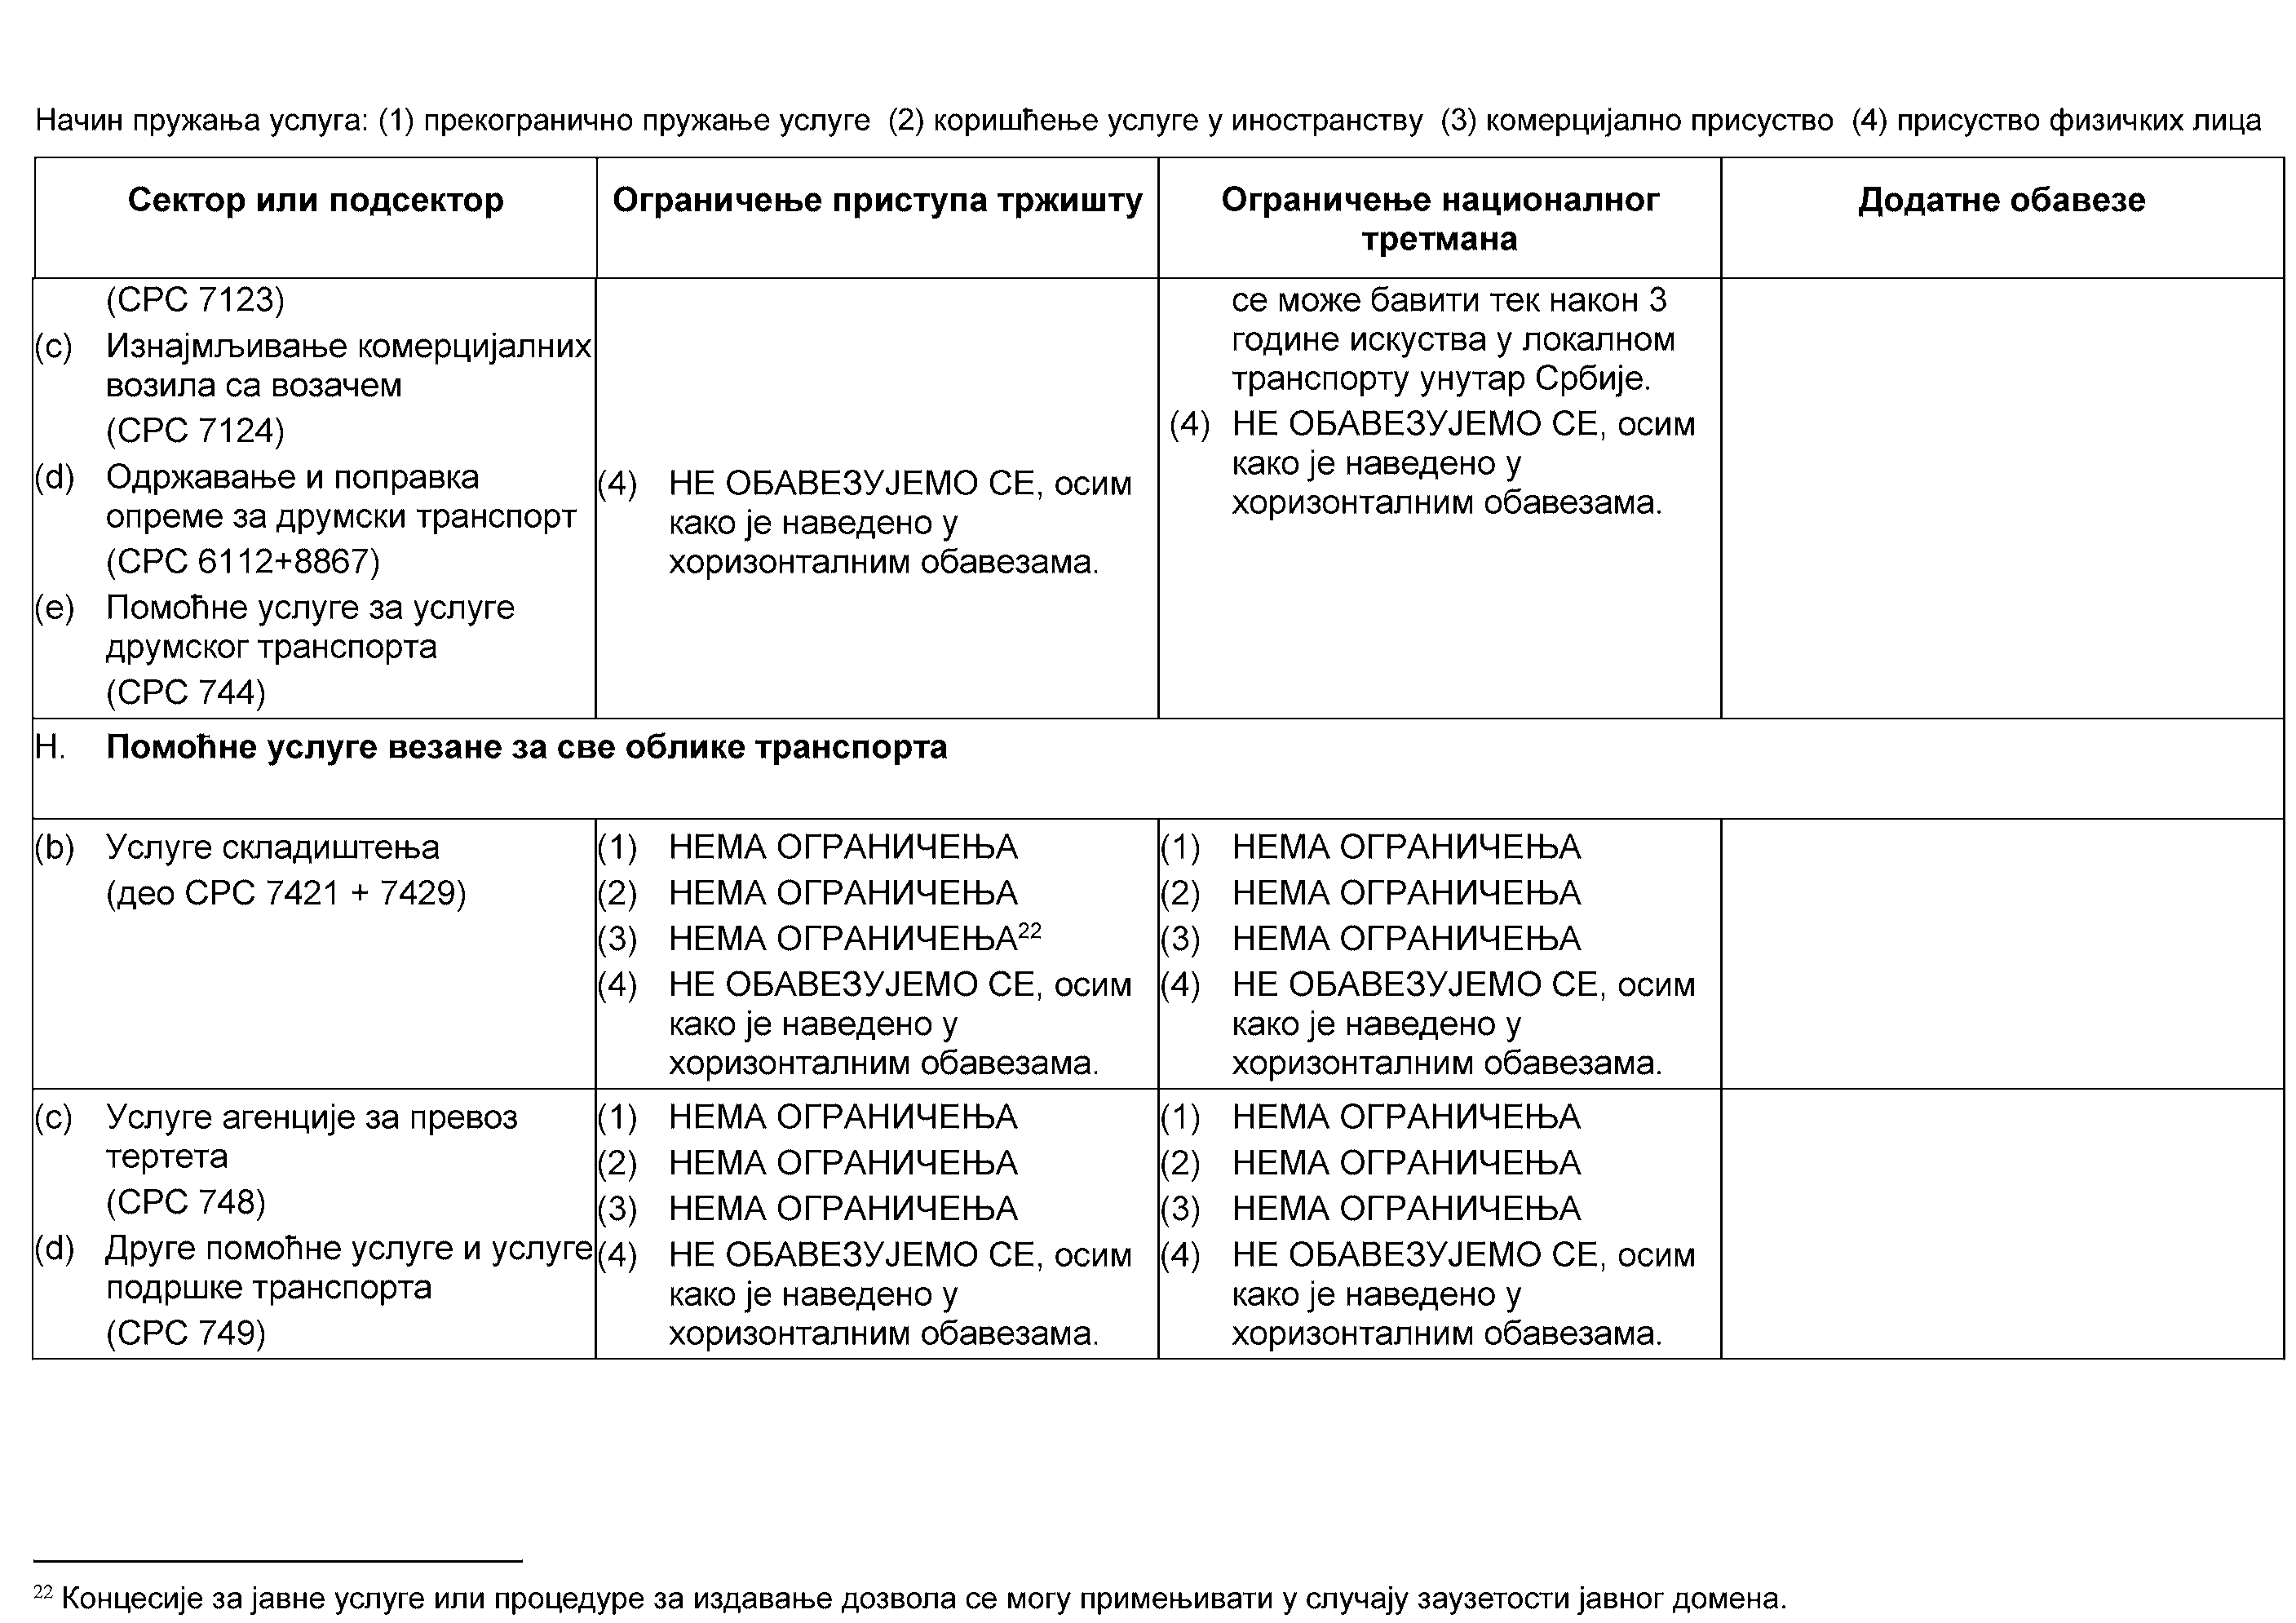 Начин пружања услуга: (1) прекогранично пружање услуге (2) коришћење услуге у иностранству (3) комерцијално присуство (4) присуство физичких лица
Сектор или подсектор
Ограничење приступа тржишту
Ограничење националног
третмана
Додатне обавезе
(CPC 7123)
(c) Изнајмљивање комерцијалних
возила са возачем
(CPC 7124)
(d) Одржавање и поправка
опреме за друмски транспорт
(CPC 6112+8867)
(e) Помоћне услуге за услуге
друмског транспорта
(CPC 744)
(4) НЕ ОБАВЕЗУЈЕМО СЕ, осим
како је наведено у
хоризонталним обавезама.
се може бавити тек након 3
године искуства у локалном
транспорту унутар Србије.
(4) НЕ ОБАВЕЗУЈЕМО СЕ, осим
како је наведено у
хоризонталним обавезама.
H. Помоћне услуге везане за све облике транспорта
(b) Услуге складиштења
(део CPC 7421 + 7429)
(1) НЕМА ОГРАНИЧЕЊА
(2) НЕМА ОГРАНИЧЕЊА
(3) НЕМА ОГРАНИЧЕЊА22
(4) НЕ ОБАВЕЗУЈЕМО СЕ, осим
како је наведено у
хоризонталним обавезама.
(1) НЕМА ОГРАНИЧЕЊА
(2) НЕМА ОГРАНИЧЕЊА
(3) НЕМА ОГРАНИЧЕЊА
(4) НЕ ОБАВЕЗУЈЕМО СЕ, осим
како је наведено у
хоризонталним обавезама.
(c) Услуге агенције за превоз
тертета
(CPC 748)
(d) Друге помоћне услуге и услуге
подршке транспорта
(CPC 749)
(1) НЕМА ОГРАНИЧЕЊА
(2) НЕМА ОГРАНИЧЕЊА
(3) НЕМА ОГРАНИЧЕЊА
(4) НЕ ОБАВЕЗУЈЕМО СЕ, осим
како је наведено у
хоризонталним обавезама.
(1) НЕМА ОГРАНИЧЕЊА
(2) НЕМА ОГРАНИЧЕЊА
(3) НЕМА ОГРАНИЧЕЊА
(4) НЕ ОБАВЕЗУЈЕМО СЕ, осим
како је наведено у
хоризонталним обавезама.
22 Концесије за јавне услуге или процедуре за издавање дозвола се могу примењивати у случају заузетости јавног домена.